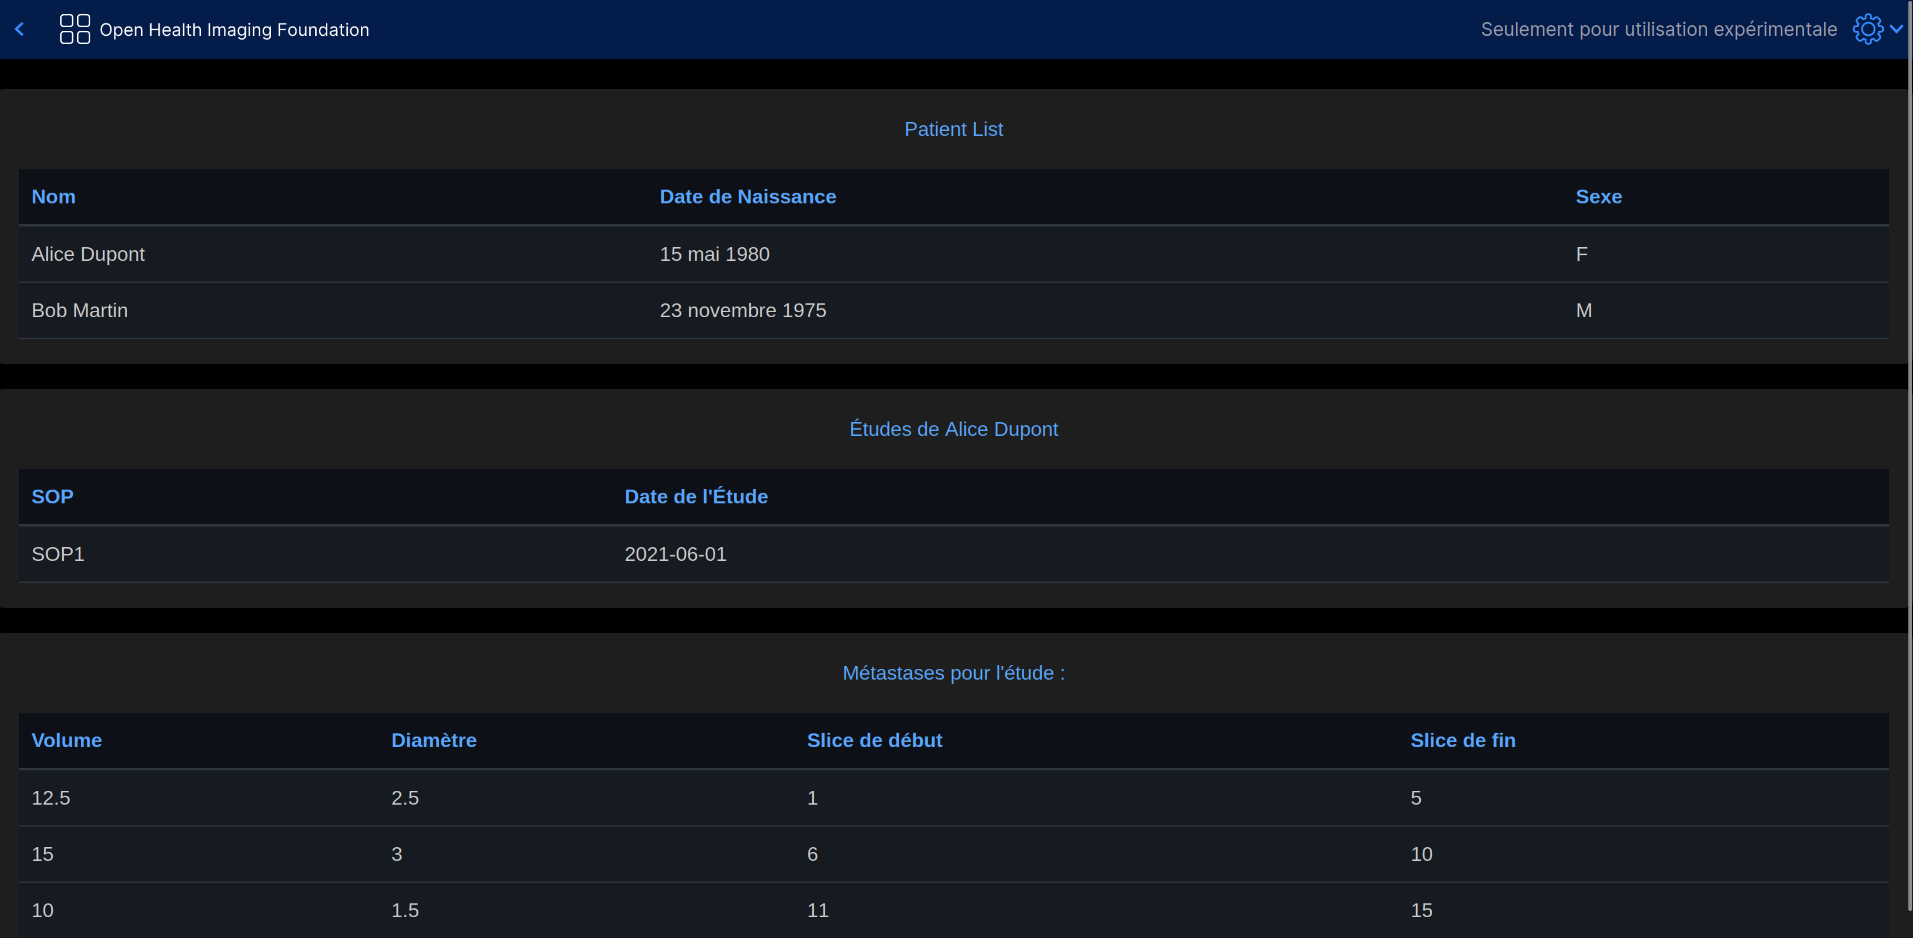 Open Health Imaging Foundation Seulement pour utilisation expérimentale
Patient List
Nom Date de Naissance Sexe
Alice Dupont 15 mai 1980 F
Bob Martin 23 novembre 1975 M
Études de Alice Dupont
SOP Date de l'Étude
SOP1 2021-06-01
Métastases pour l'étude :
Volume Diamètre Slice de début Slice de fin
12.5 2.5 1 5
15 3 6 10
10 1.5 11 15